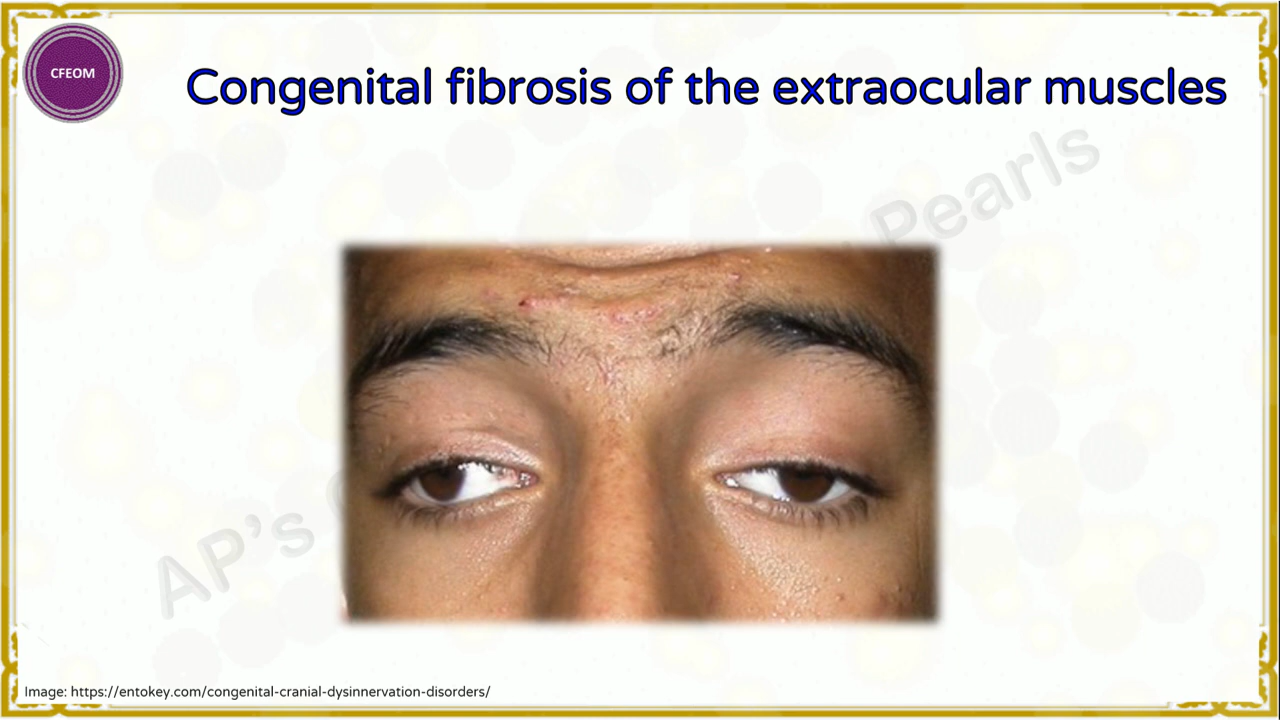 CFEOM
Congenital fibrosis of the extraocular muscles
AP's
Pearls
Image: https://entokey.com/congenital-cranial-dysinnervation-disorders/